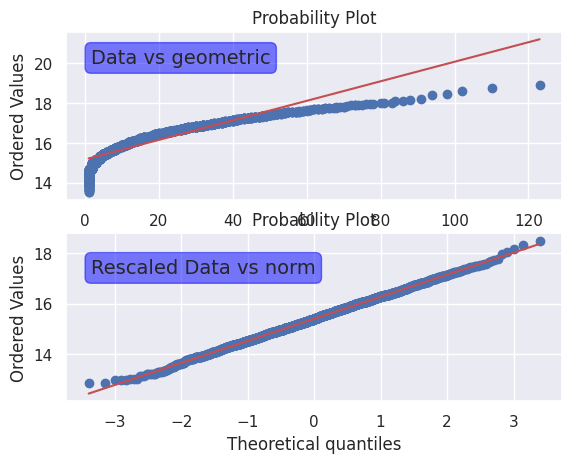 Probability Plot
Data vs geometric
Ordered Values
20
18
16
14
0 20 40 60 80 100 120
Probability Plot
Rescaled Data vs norm
Ordered Values
18
16
14
−3 −2 −1 0 1 2 3
Theoretical quantiles